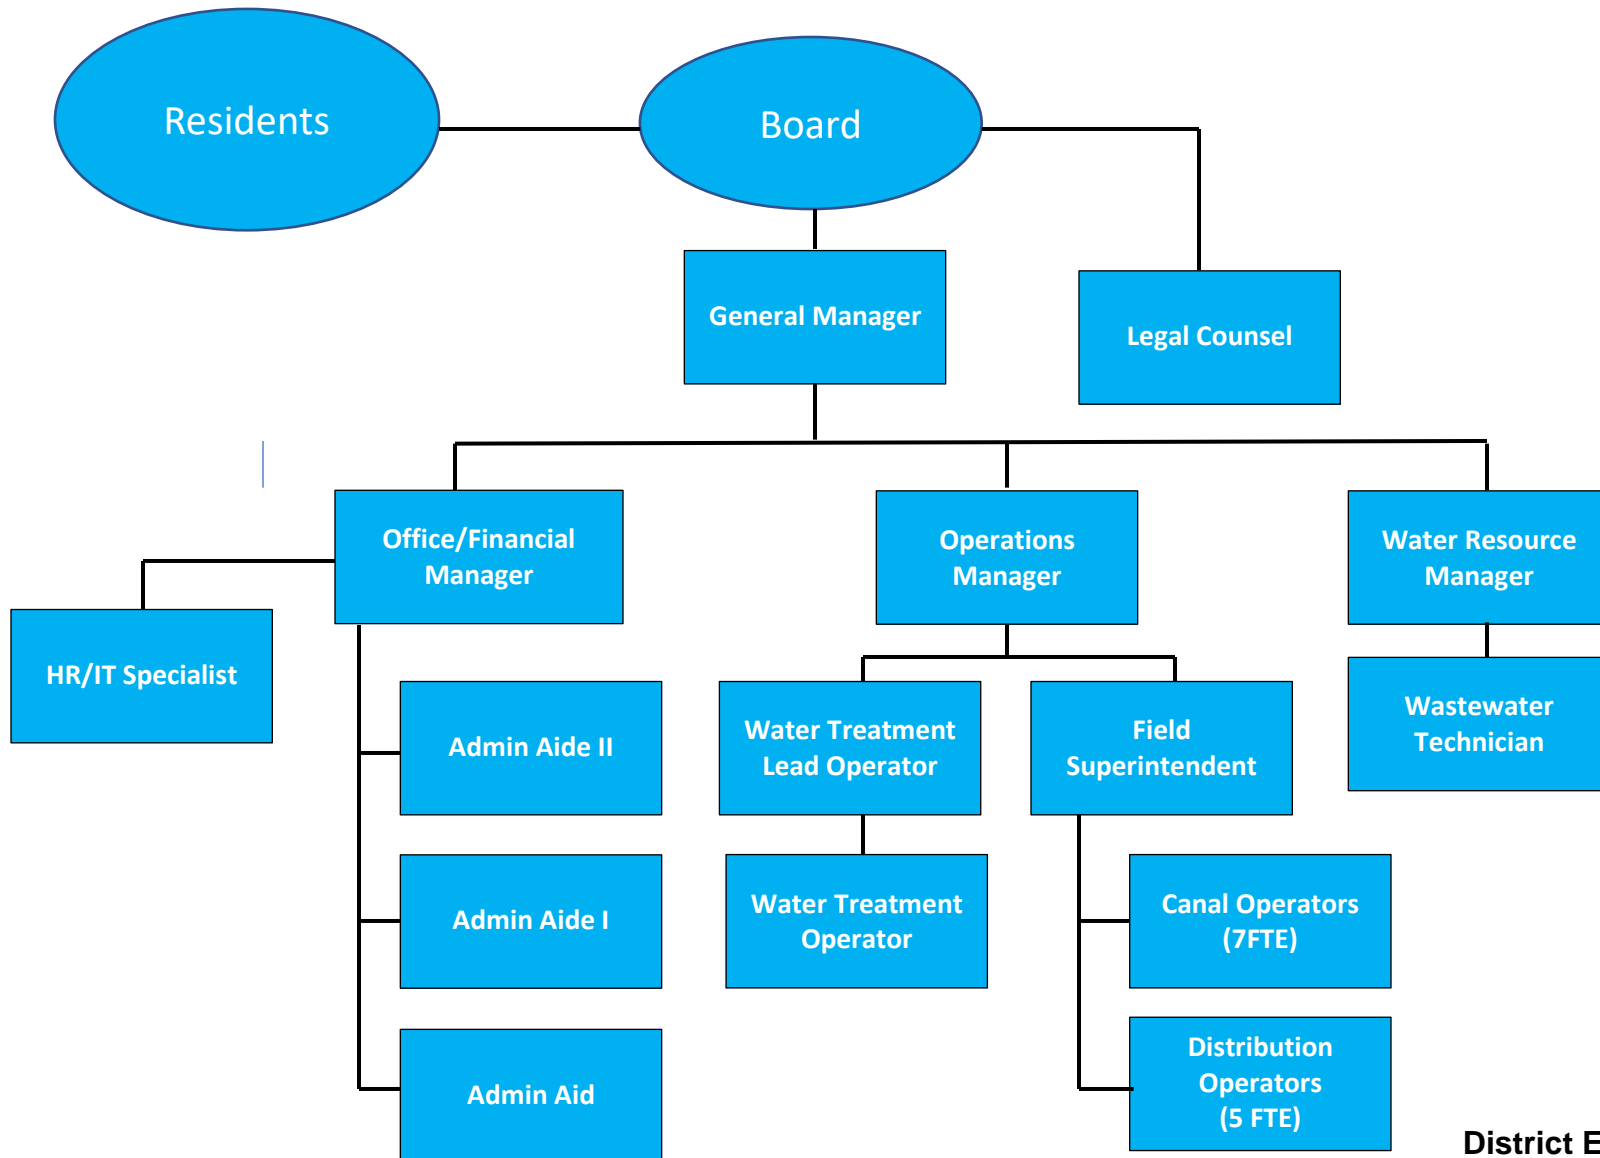 Residents
Board
General Manager
Legal Counsel
Office/Financial
Manager
Operations
Manager
Water Resource
Manager
HR/IT Specialist
Admin Aide II
Water Treatment
Lead Operator
Field
Superintendent
Wastewater
Technician
Admin Aide I
Water Treatment
Operator
Canal Operators
(7FTE)
Admin Aid
Distribution
Operators
(5 FTE)
District E